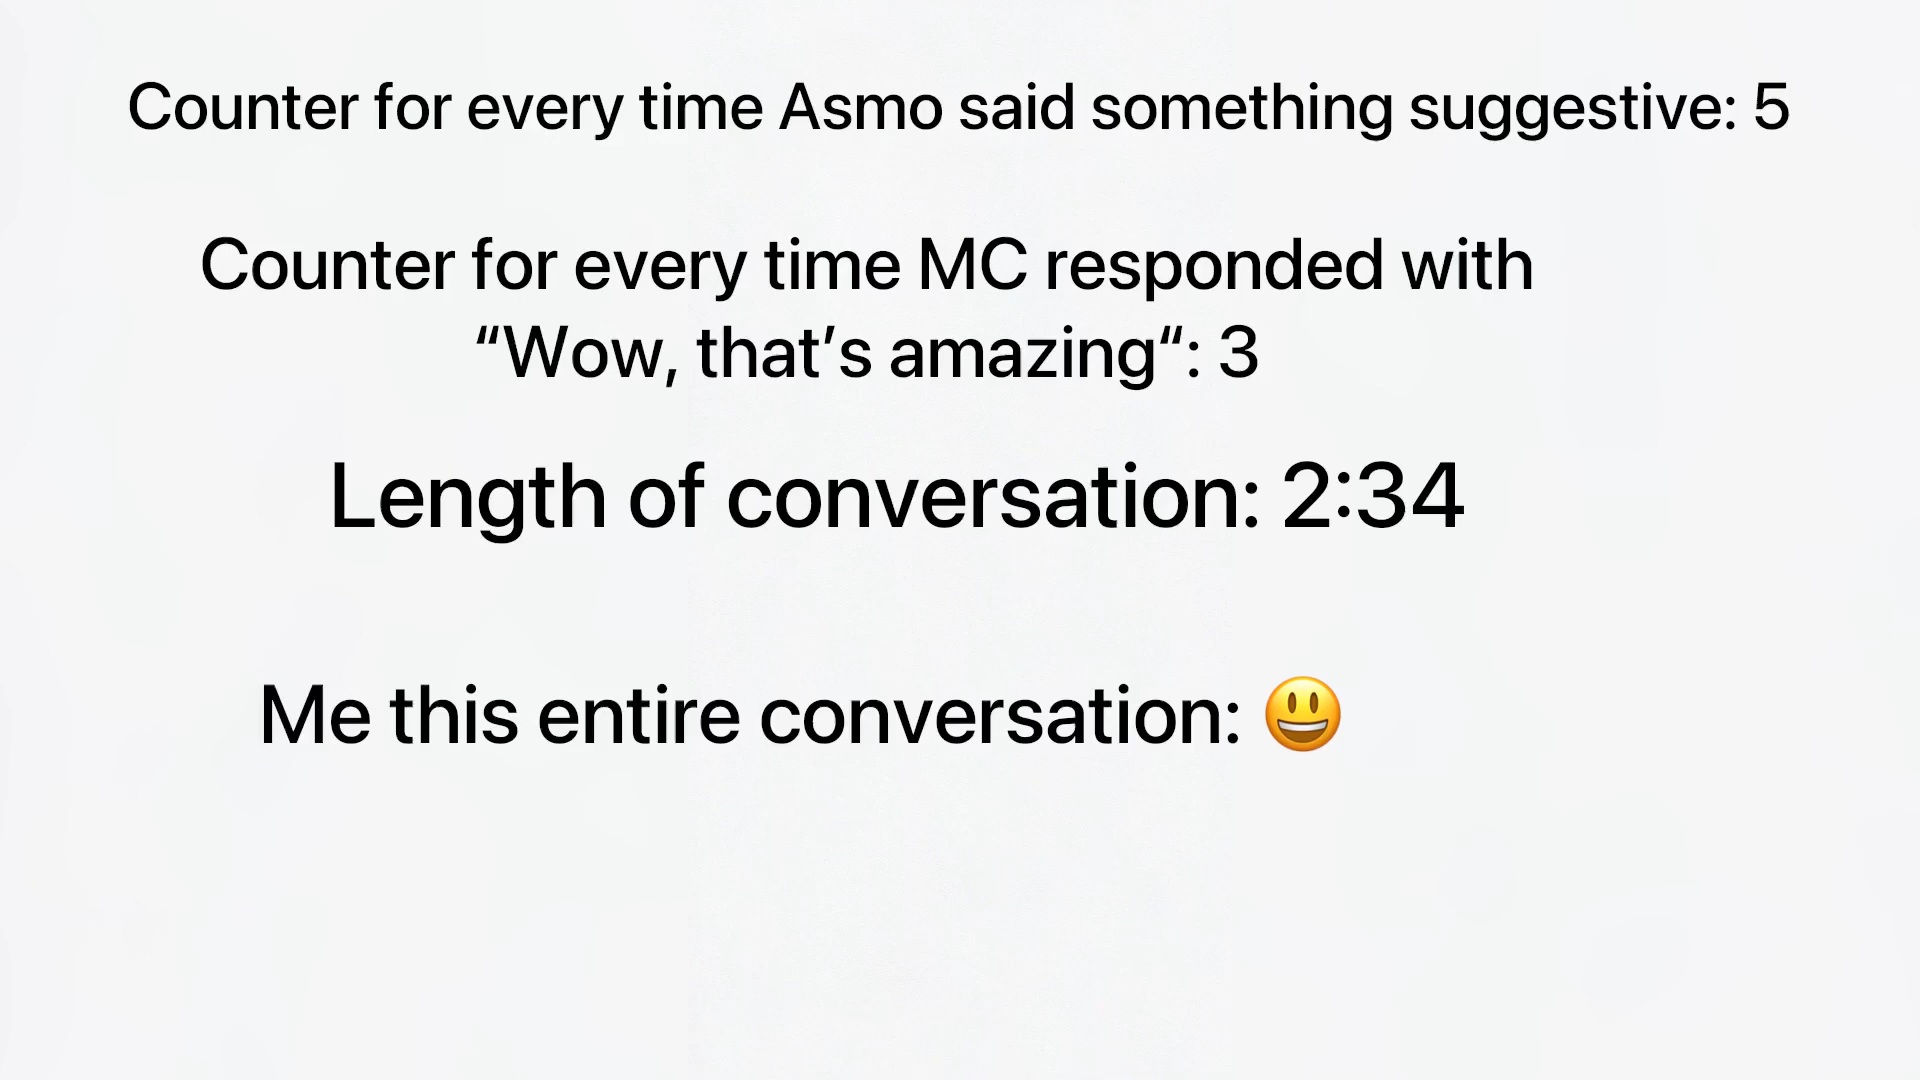 Counter for every time Asmo said something suggestive: 5
Counter for every time MC responded with
“Wow, that’s amazing“: 3
Length of conversation: 2:34
Me this entire conversation: 😃